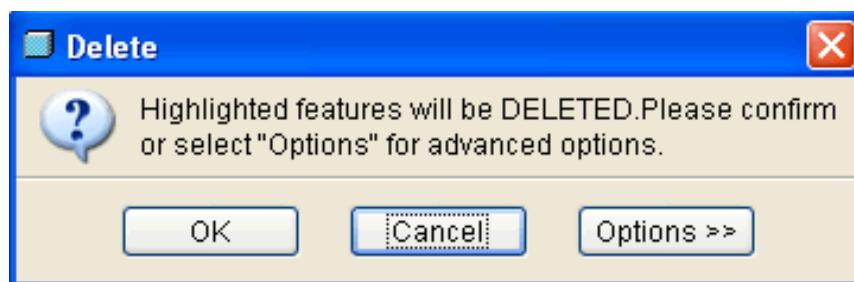 Delete
Highlighted features will be DELETED.Please confirm
or select "Options" for advanced options.
OK Cancel Options >>